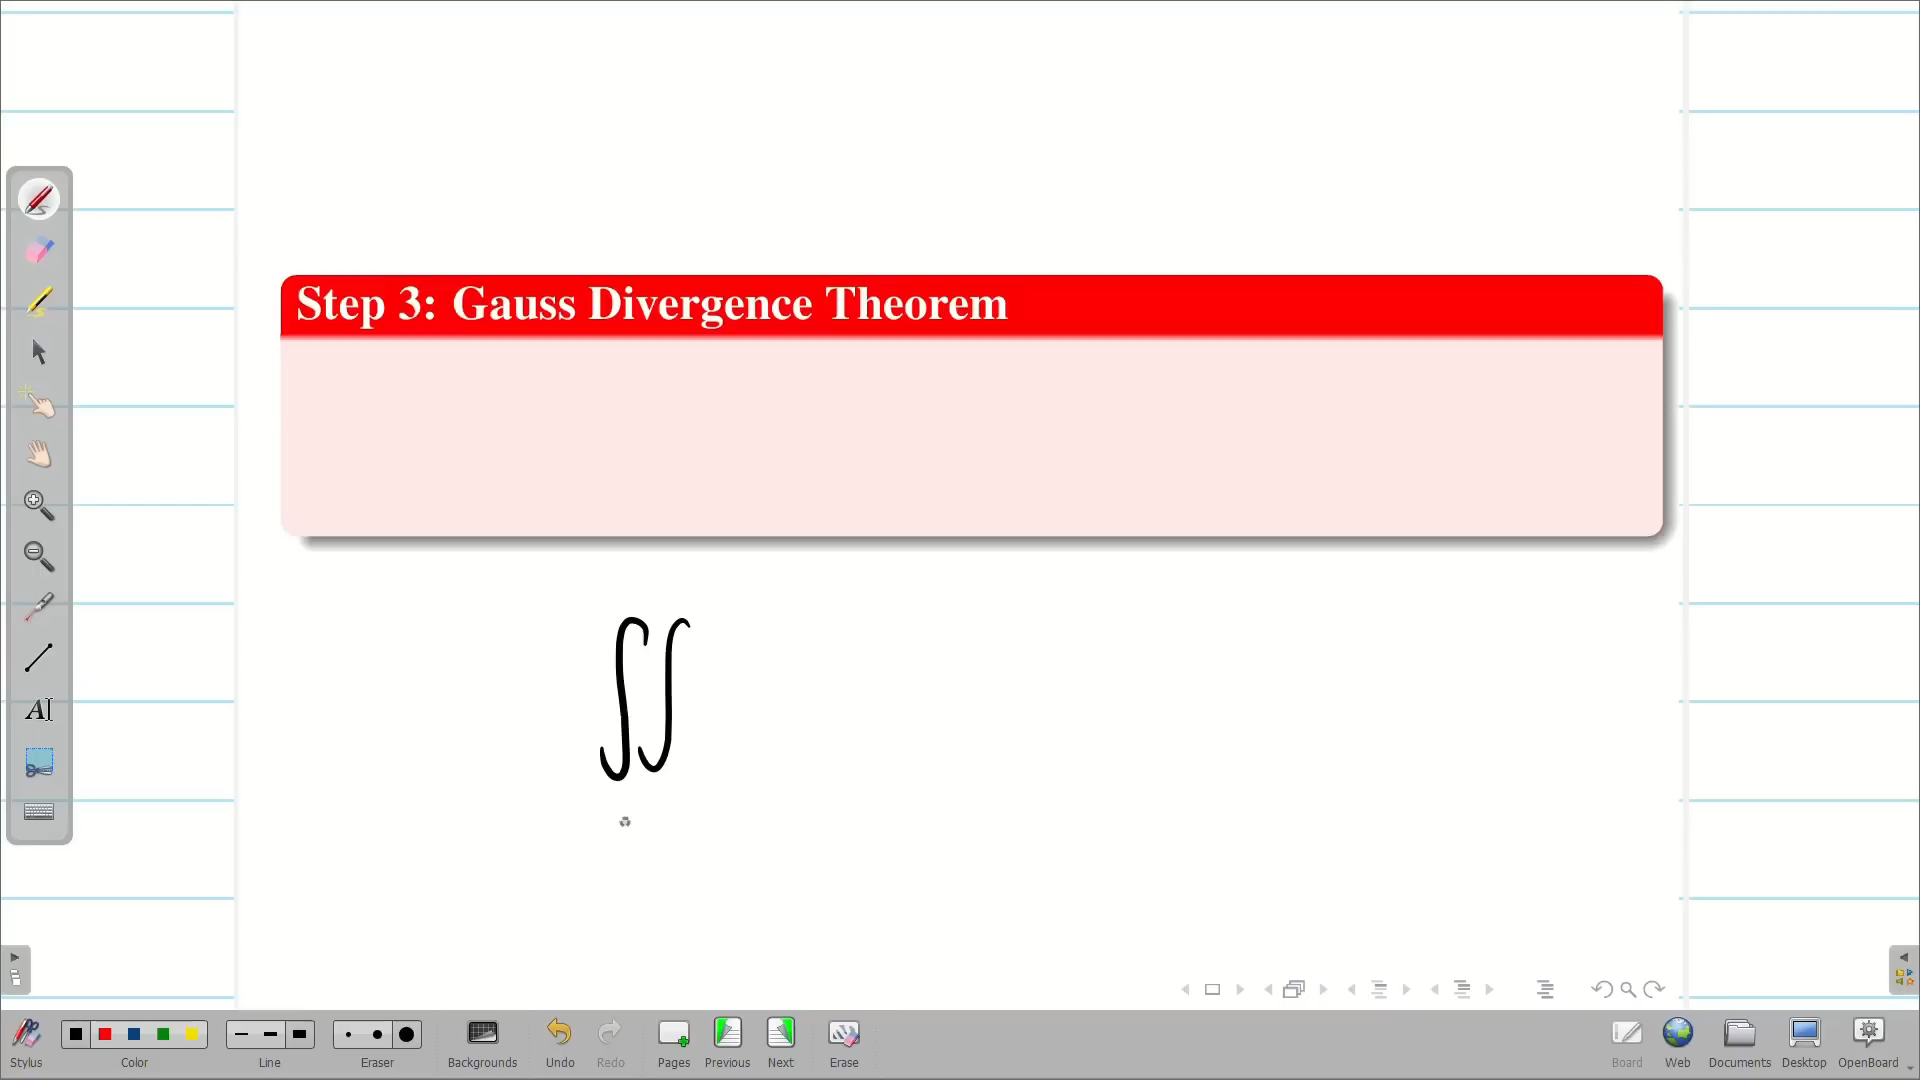 Step 3: Gauss Divergence Theorem
∬
A
Stylus Color Line Eraser Backgrounds Undo Redo Pages Previous Next Erase Board Web Documents Desktop OpenBoard